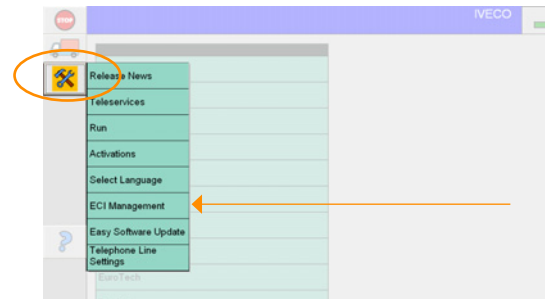 STOP
IVECO
Release News
Teleservices
Run
Activations
Select Language
ECI Management
Easy Software Update
Telephone Line
Settings
EuroTech